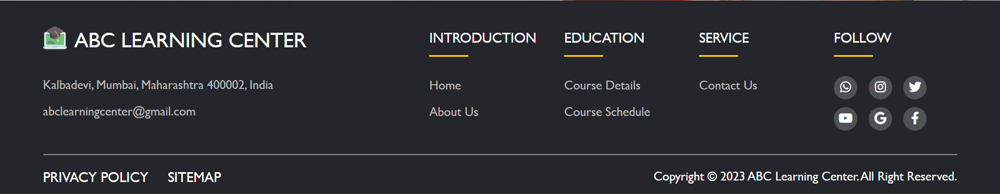 ABC LEARNING CENTER
Kalbadevi, Mumbai, Maharashtra 400002, India
abclearningcenter@gmail.com
INTRODUCTION
Home
About Us
EDUCATION
Course Details
Course Schedule
SERVICE
Contact Us
FOLLOW
PRIVACY POLICY SITEMAP
Copyright © 2023 ABC Learning Center. All Right Reserved.